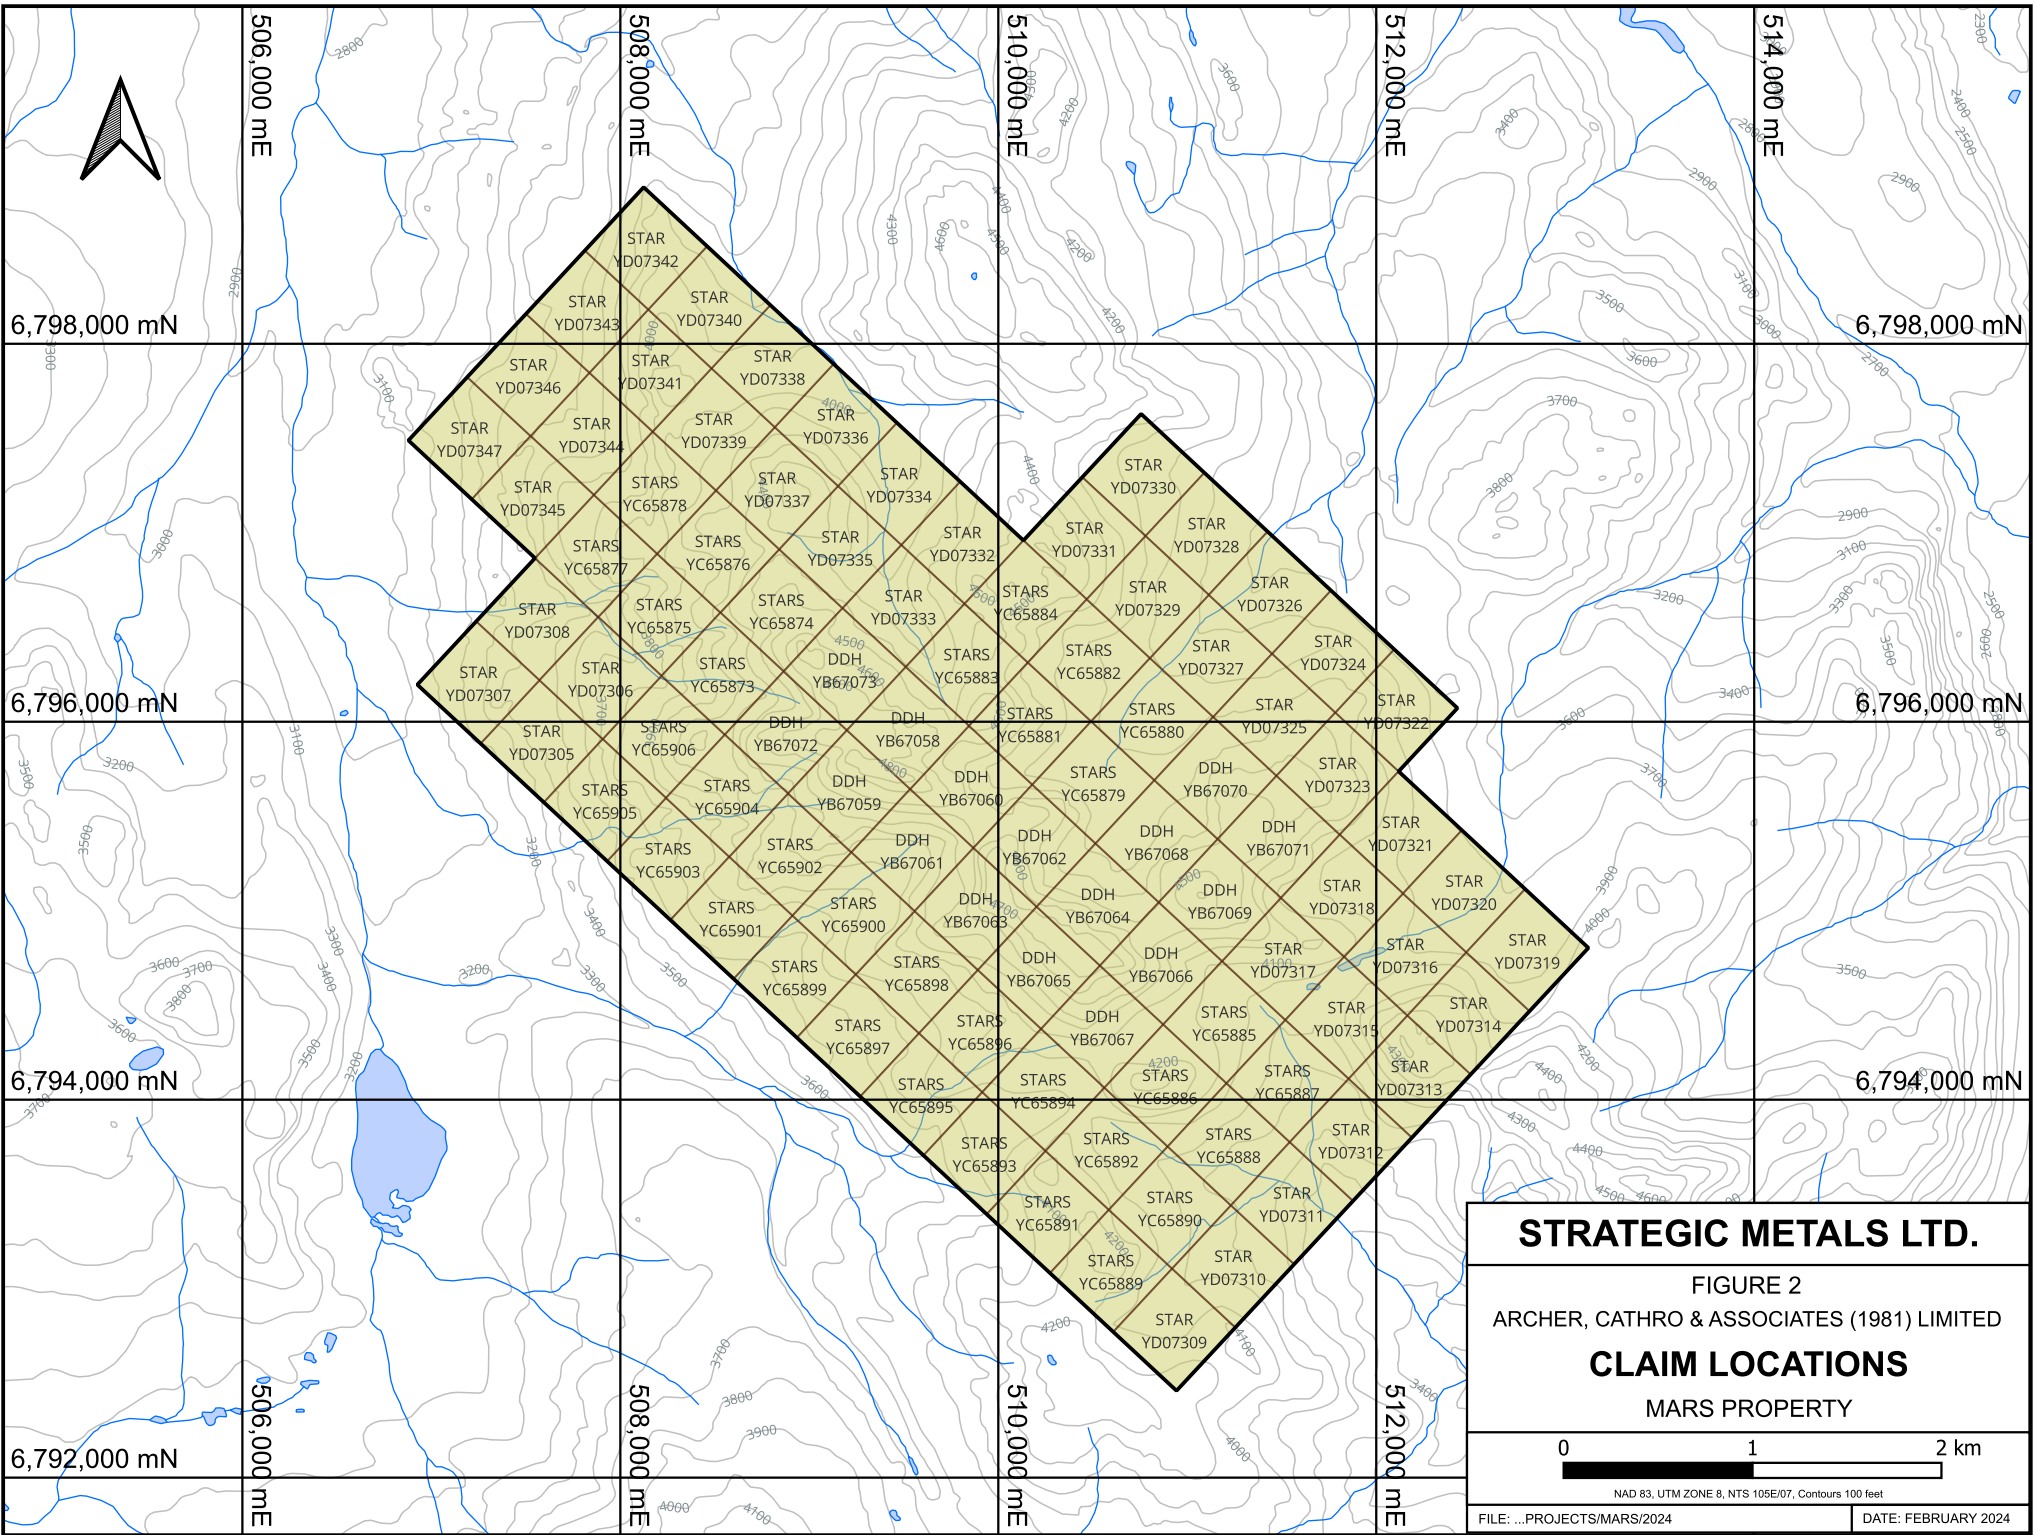 506,000 mE
508,000 mE
510,000 mE
512,000 mE
514,000 mE
6,798,000 mN
6,798,000 mN
6,796,000 mN
6,796,000 mN
6,794,000 mN
6,794,000 mN
6,792,000 mN
506,000 mE
508,000 mE
510,000 mE
512,000 mE
STAR
YD07342
STAR
YD07343
STAR
YD07340
STAR
YD07346
STAR
YD07341
STAR
YD07338
STAR
YD07347
STAR
YD07344
STAR
YD07339
STAR
YD07336
STAR
YD07345
STARS
YC65878
STAR
YD07337
STAR
YD07334
STAR
YD07330
STARS
YC65877
STARS
YC65876
STAR
YD07335
STAR
YD07332
STAR
YD07331
STAR
YD07328
STAR
YD07308
STARS
YC65875
STARS
YC65874
STAR
YD07333
STARS
YC65884
STAR
YD07329
STAR
YD07326
STAR
YD07307
STAR
YD07306
STARS
YC65873
DDH
YB67073
STARS
YC65883
STARS
YC65882
STAR
YD07327
STAR
YD07324
STAR
YD07305
STARS
YC65906
DDH
YB67072
DDH
YB67058
STARS
YC65881
STARS
YC65880
STAR
YD07325
STAR
YD07322
STARS
YC65905
STARS
YC65904
DDH
YB67059
DDH
YB67060
STARS
YC65879
DDH
YB67070
STAR
YD07323
STARS
YC65903
STARS
YC65902
DDH
YB67061
DDH
YB67062
DDH
YB67068
DDH
YB67071
STAR
YD07321
STARS
YC65901
STARS
YC65900
DDH
YB67063
DDH
YB67064
DDH
YB67069
STAR
YD07318
STAR
YD07320
STARS
YC65899
STARS
YC65898
DDH
YB67065
DDH
YB67066
STAR
YD07317
STAR
YD07316
STAR
YD07319
STARS
YC65897
STARS
YC65896
DDH
YB67067
STARS
YC65885
STAR
YD07315
STAR
YD07314
STARS
YC65895
STARS
YC65894
STARS
YC65886
STARS
YC65887
STAR
YD07313
STARS
YC65893
STARS
YC65892
STARS
YC65888
STAR
YD07312
STARS
YC65891
STARS
YC65890
STAR
YD07311
STARS
YC65889
STAR
YD07310
STAR
YD07309
STRATEGIC METALS LTD.
FIGURE 2
ARCHER, CATHRO & ASSOCIATES (1981) LIMITED
CLAIM LOCATIONS
MARS PROPERTY
0 1 2 km
NAD 83, UTM ZONE 8, NTS 105E/07, Contours 100 feet
FILE: ...PROJECTS/MARS/2024
DATE: FEBRUARY 2024